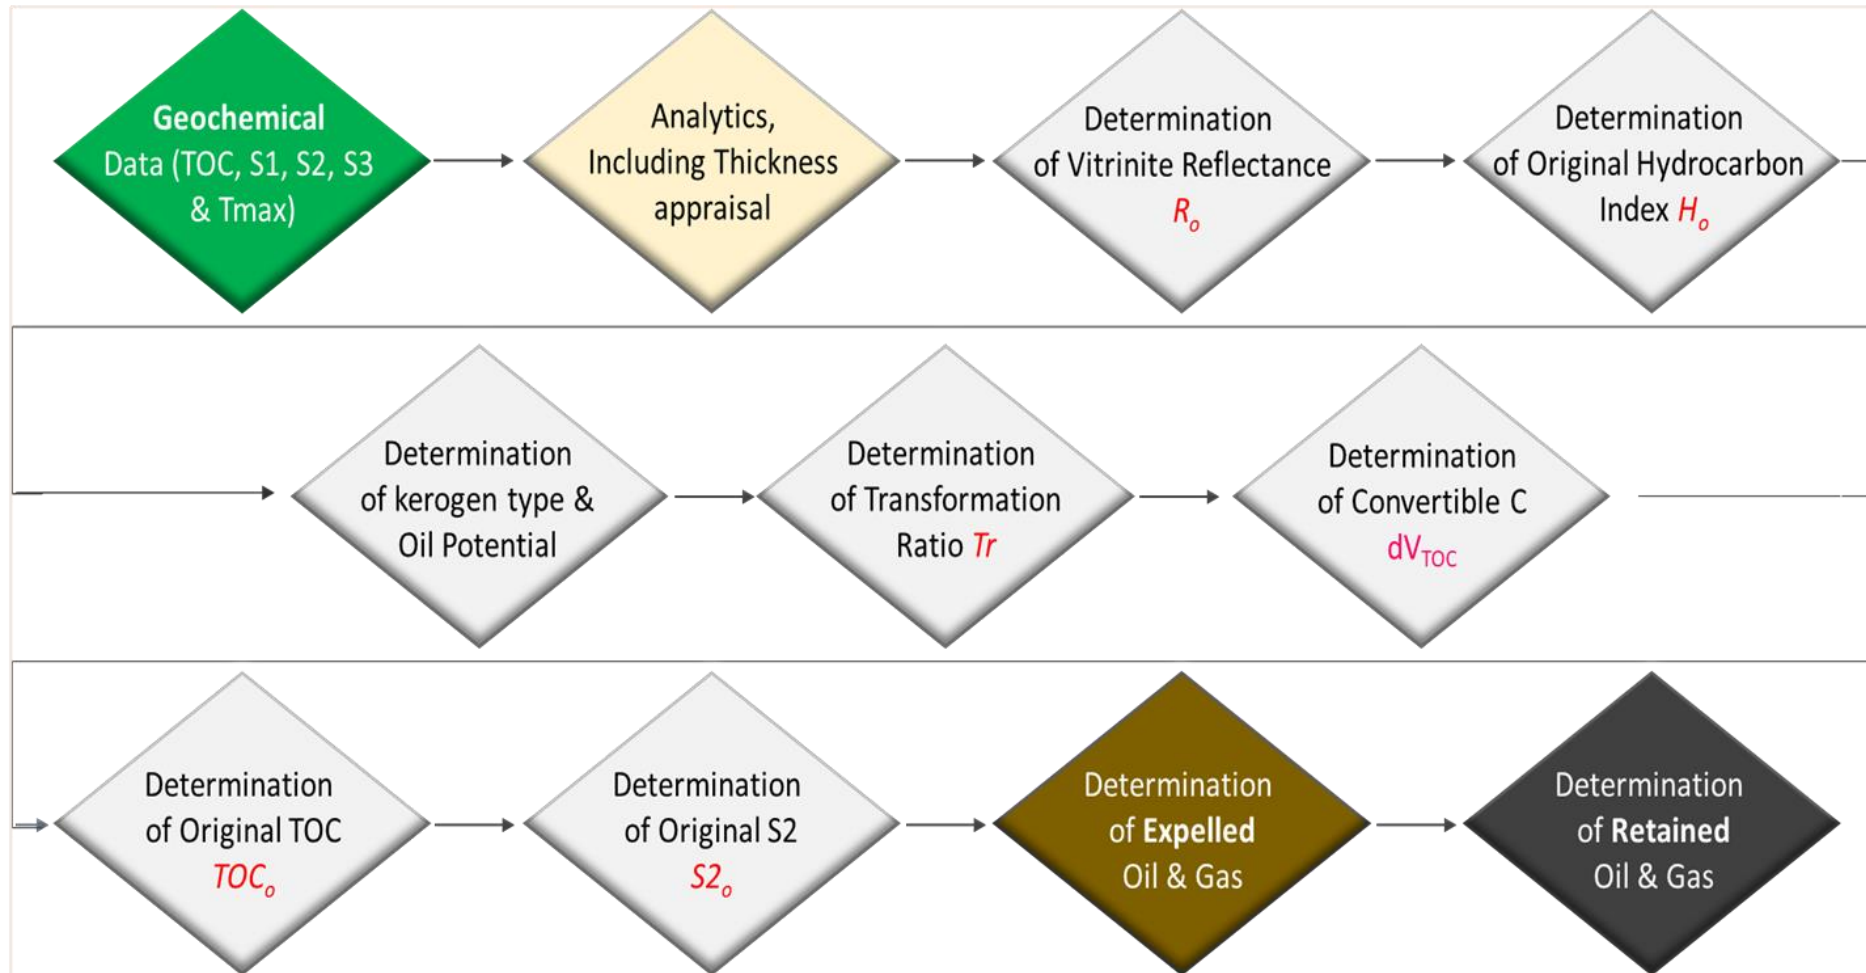 Geochemical
Data (TOC, S1, S2, S3
& Tmax)
Analytics,
Including Thickness
appraisal
Determination
of Vitrinite Reflectance
Ro
Determination
of Original Hydrocarbon
Index Ho
Determination
of kerogen type &
Oil Potential
Determination
of Transformation
Ratio Tr
Determination
of Convertible C
dVTOC
Determination
of Original TOC
TOCo
Determination
of Original S2
S2o
Determination
of Expelled
Oil & Gas
Determination
of Retained
Oil & Gas